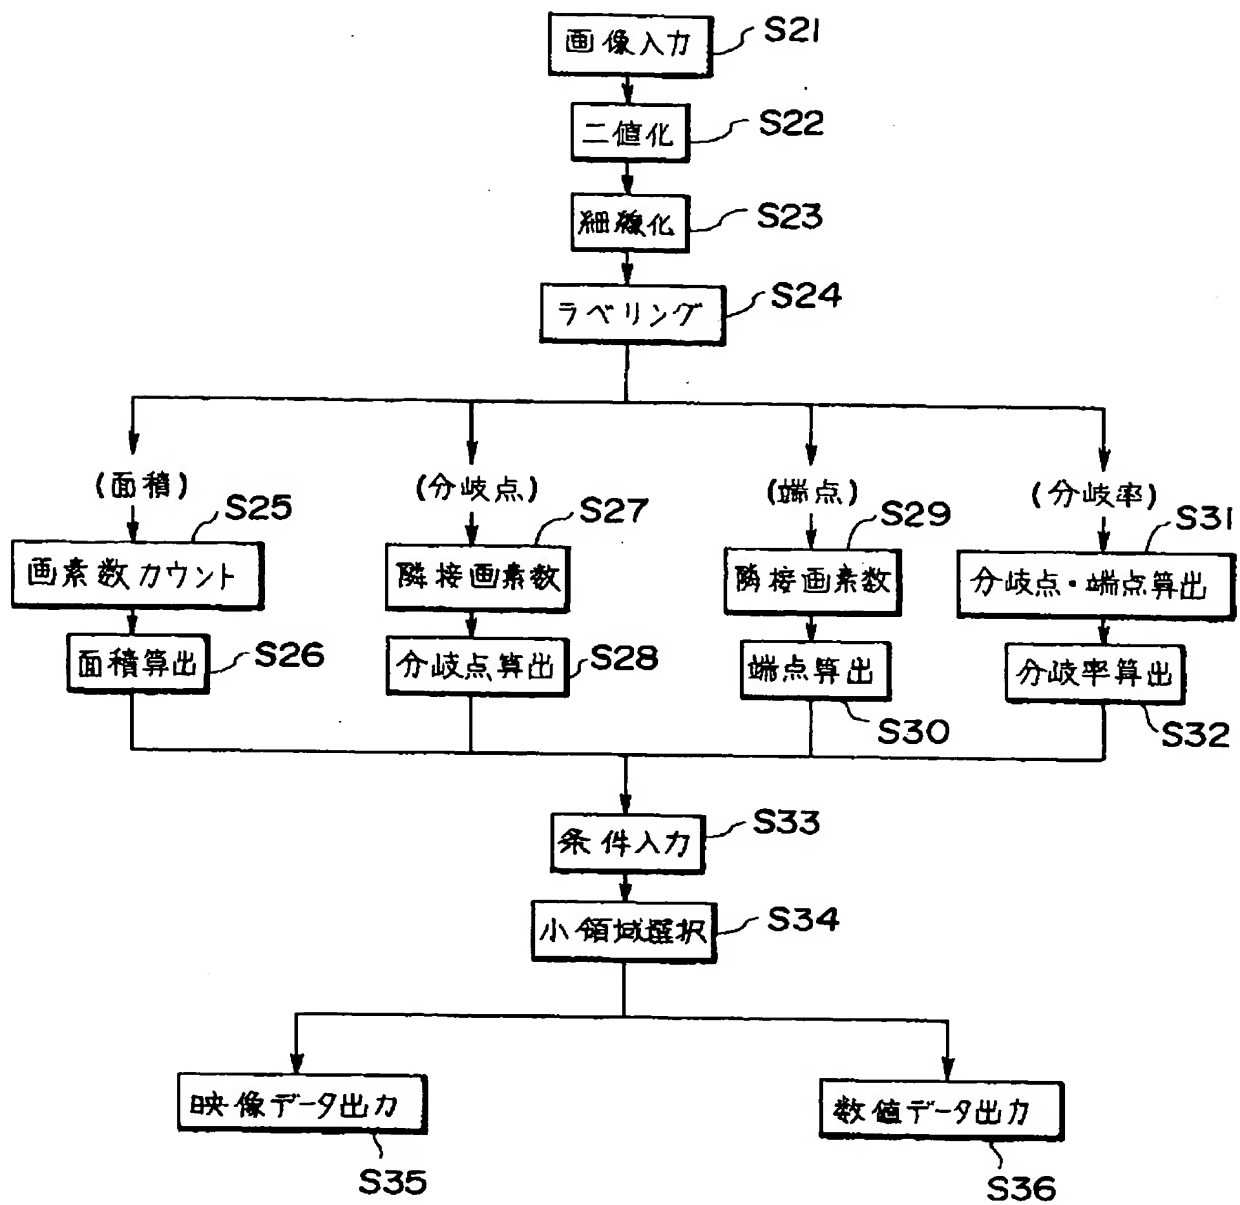 画像入力
S21
二値化
S22
細線化
S23
ラベリング
S24
(面積)
(分岐点)
(端点)
(分岐率)
S25
S27
S29
S31
画素数カウント
隣接画素数
隣接画素数
分岐点・端点算出
面積算出
S26
分岐点算出
S28
端点算出
S30
分岐率算出
S32
条件入力
S33
小領域選択
S34
映像データ出力
S35
数値データ出力
S36